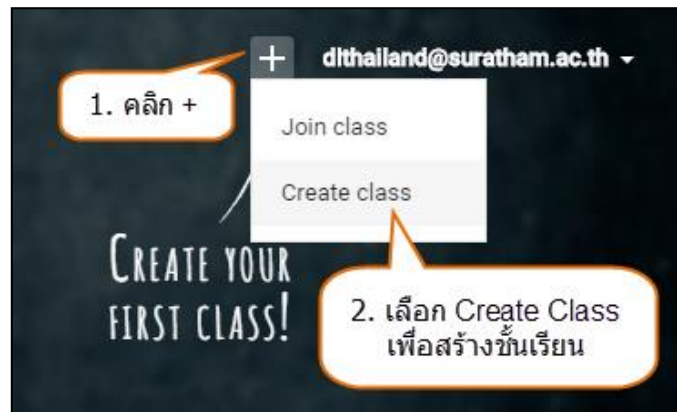 dlthailand@suratham.ac.th
1. คลิก +
Join class
Create class
CREATE YOUR
FIRST CLASS!
2. เลือก Create Class
เพื่อสร้างชั้นเรียน